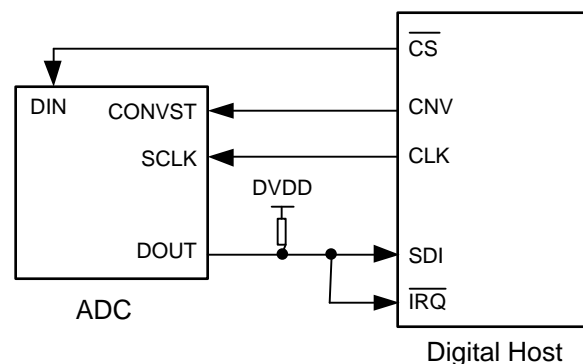 CS
DIN
CONVST
CNV
SCLK
CLK
DVDD
DOUT
SDI
IRQ
ADC
Digital Host